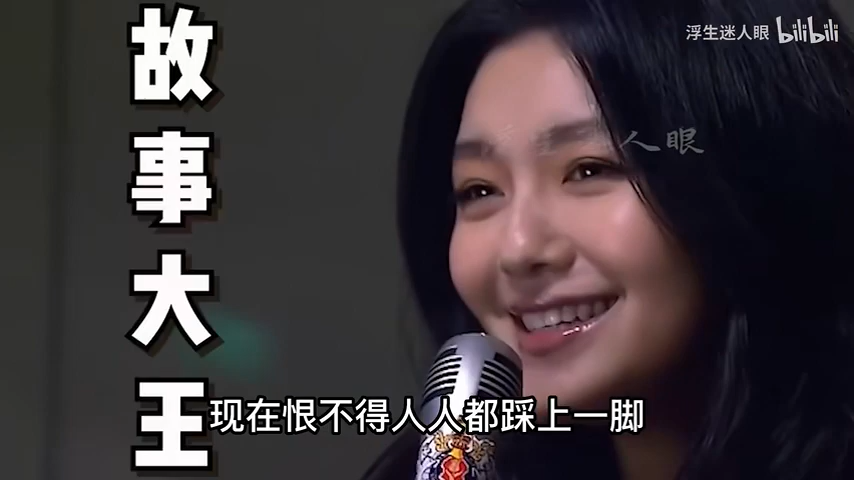 浮生迷人眼 bilibili
故事大王
人眼
现在恨不得人人都踩上一脚